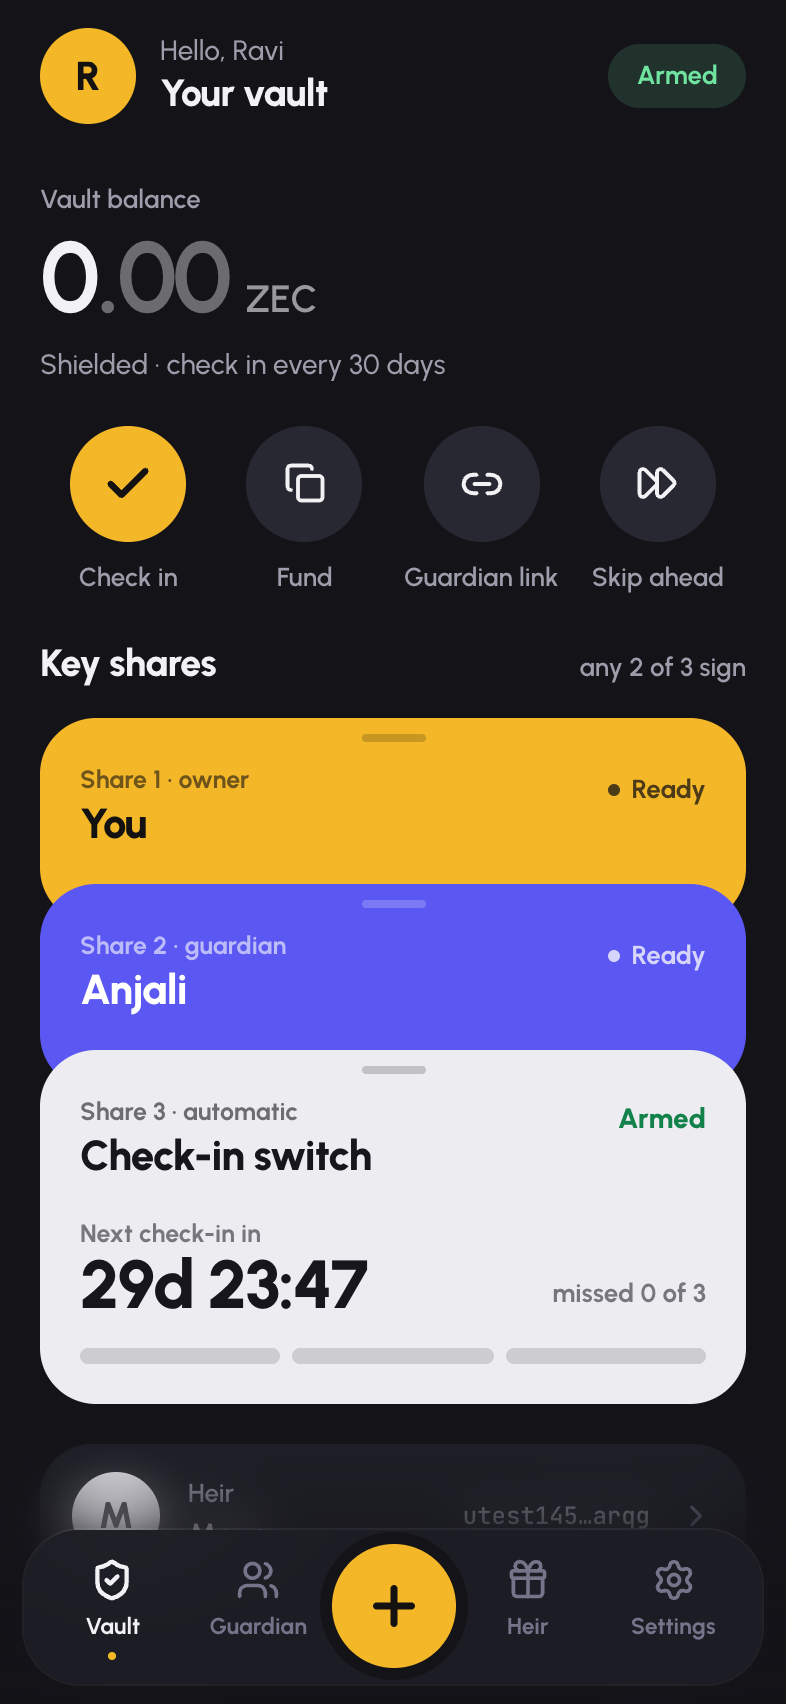 R
Hello, Ravi
Your vault
Armed
Vault balance
0.00 ZEC
Shielded · check in every 30 days
Check in
Fund
Guardian link
Skip ahead
Key shares
any 2 of 3 sign
Share 1 · owner
Ready
You
Share 2 · guardian
Ready
Anjali
Share 3 · automatic
Armed
Check-in switch
Next check-in in
29d 23:47
missed 0 of 3
M
Heir
utest145…arqg
Vault
Guardian
Heir
Settings